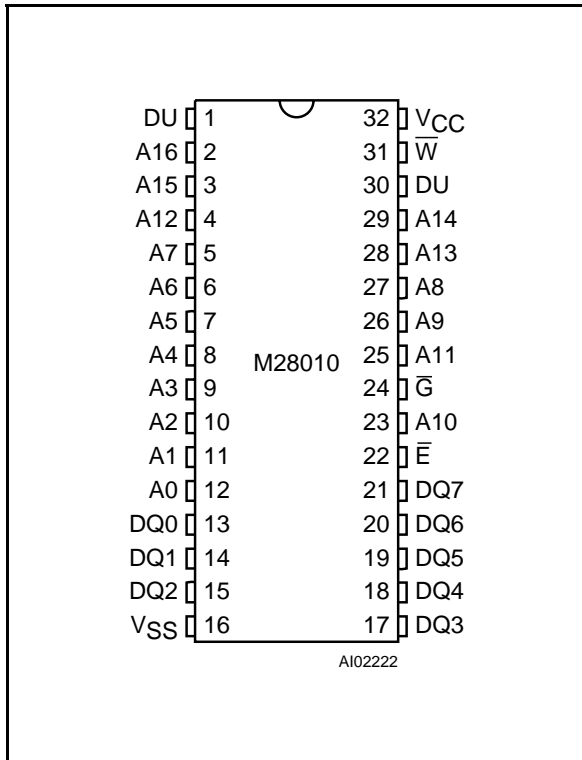 DU 1 32 VCC
A16 2 31 W̅
A15 3 30 DU
A12 4 29 A14
A7 5 28 A13
A6 6 27 A8
A5 7 26 A9
A4 8 25 A11
M28010
A3 9 24 G̅
A2 10 23 A10
A1 11 22 E̅
A0 12 21 DQ7
DQ0 13 20 DQ6
DQ1 14 19 DQ5
DQ2 15 18 DQ4
VSS 16 17 DQ3
AI02222